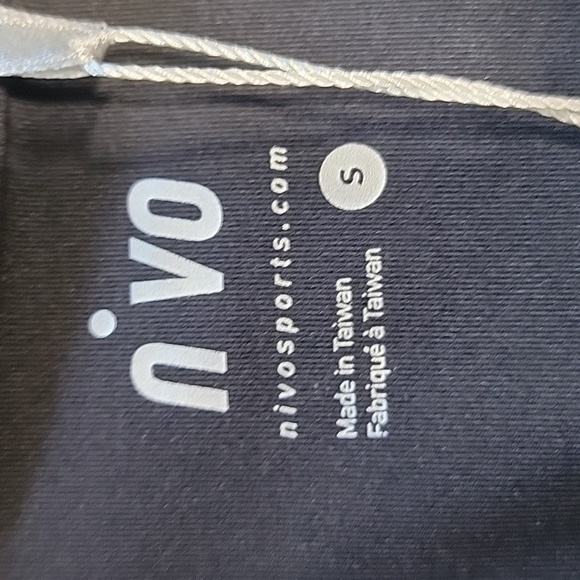 nivo
nivosports.com
Made in Taiwan
Fabriqué à Taiwan
S